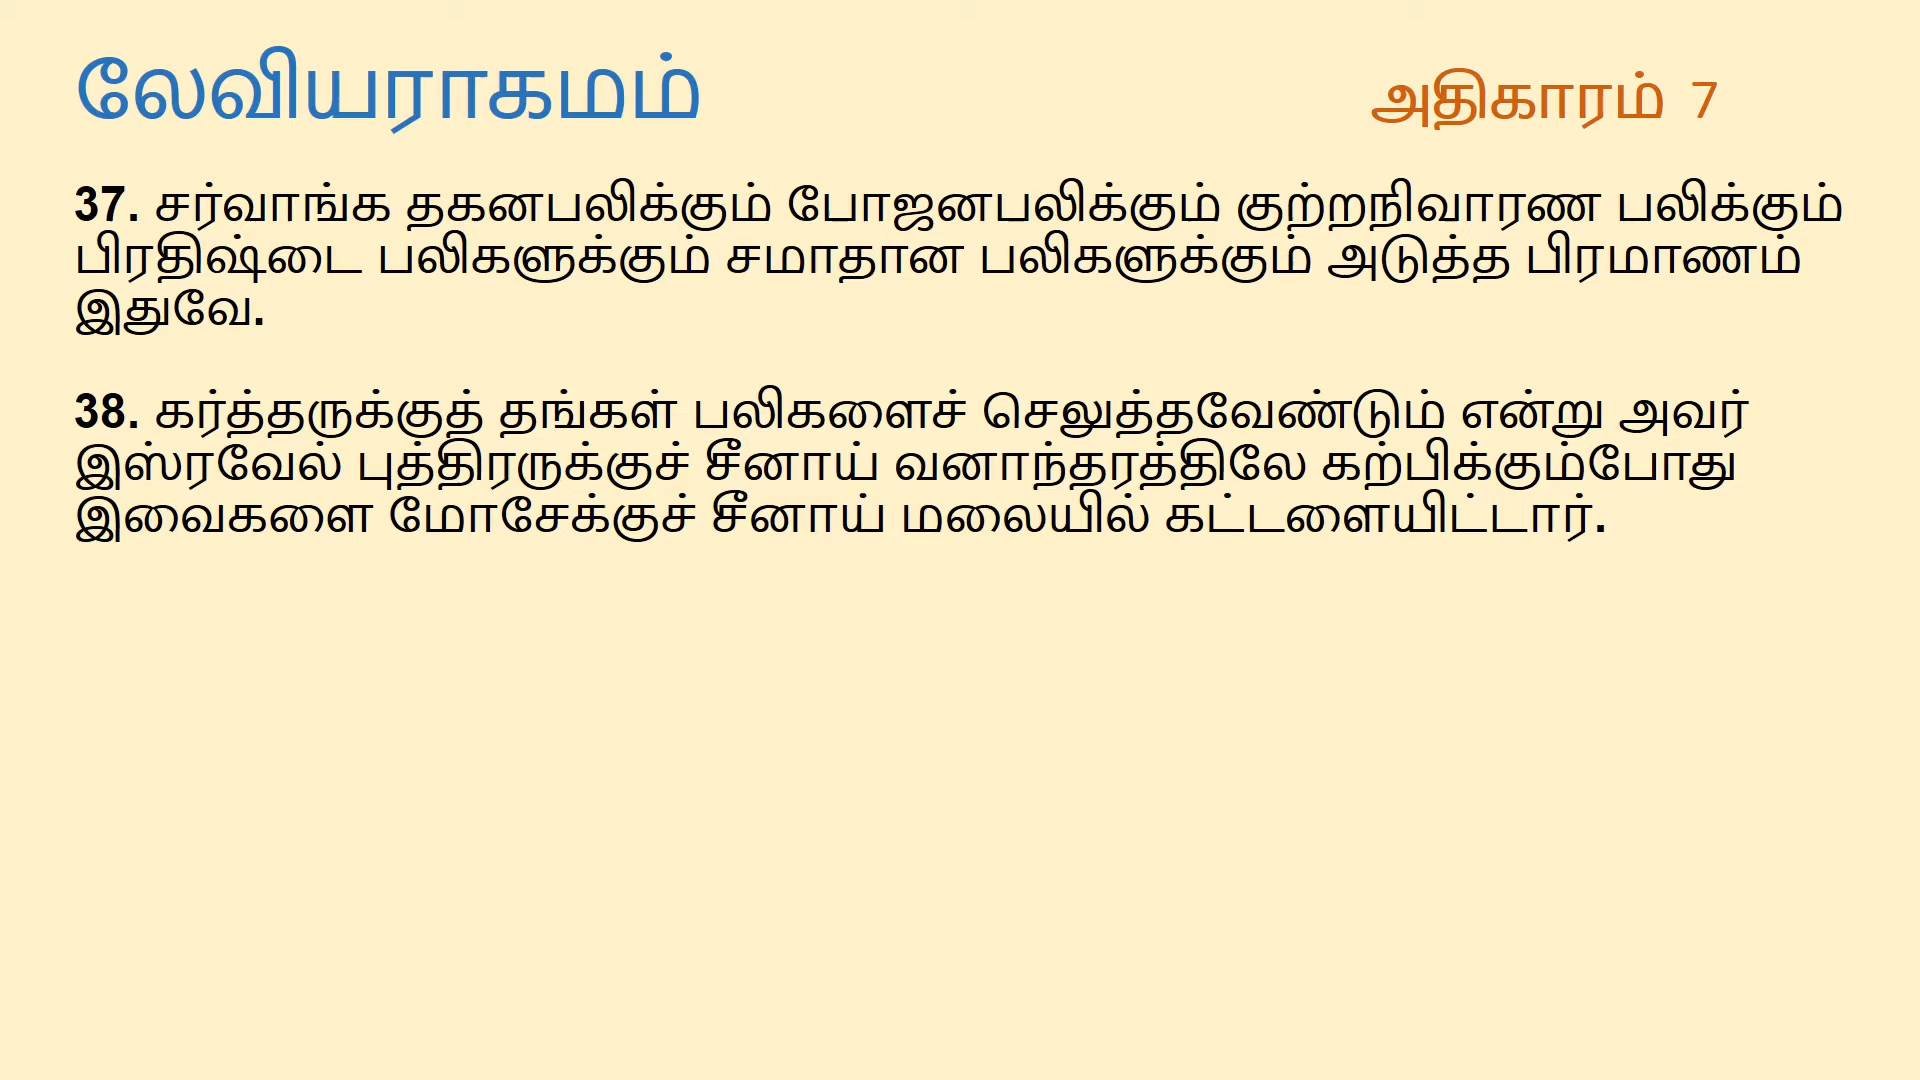 லேவியராகமம்
அதிகாரம் 7
37. சர்வாங்க தகனபலிக்கும் போஜனபலிக்கும் குற்றநிவாரண பலிக்கும்
பிரதிஷ்டை பலிகளுக்கும் சமாதான பலிகளுக்கும் அடுத்த பிரமாணம்
இதுவே.
38. கர்த்தருக்குத் தங்கள் பலிகளைச் செலுத்தவேண்டும் என்று அவர்
இஸ்ரவேல் புத்திரருக்குச் சீனாய் வனாந்தரத்திலே கற்பிக்கும்போது
இவைகளை மோசேக்குச் சீனாய் மலையில் கட்டளையிட்டார்.